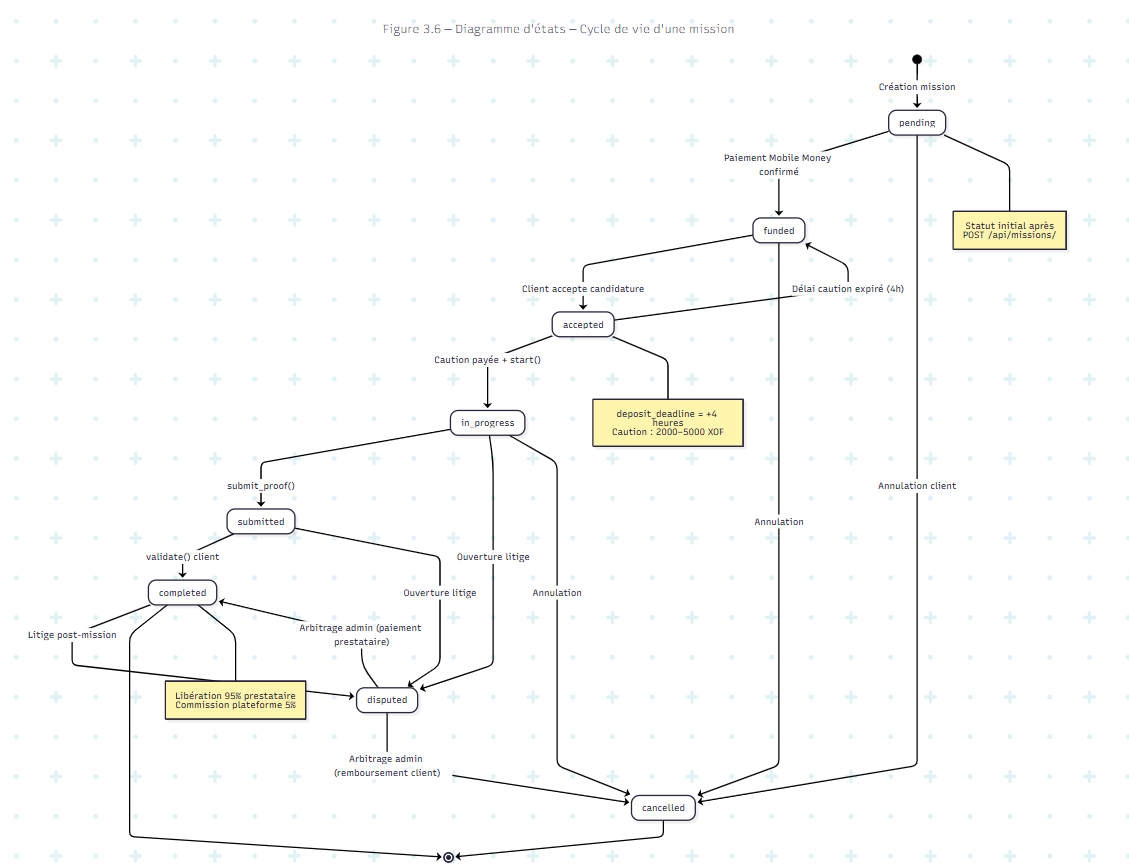 Figure 3.6 — Diagramme d'états — Cycle de vie d'une mission
Création mission
pending
Paiement Mobile Money
confirmé
Statut initial après
POST /api/missions/
funded
Client accepte candidature
Délai caution expiré (4h)
accepted
Caution payée + start()
deposit_deadline = +4
heures
Caution : 2000–5000 XOF
in_progress
submit_proof()
Annulation client
submitted
Annulation
validate() client
Ouverture litige
completed
Ouverture litige
Annulation
Litige post-mission
Arbitrage admin (paiement
prestataire)
Libération 95% prestataire
Commission plateforme 5%
disputed
Arbitrage admin
(remboursement client)
cancelled